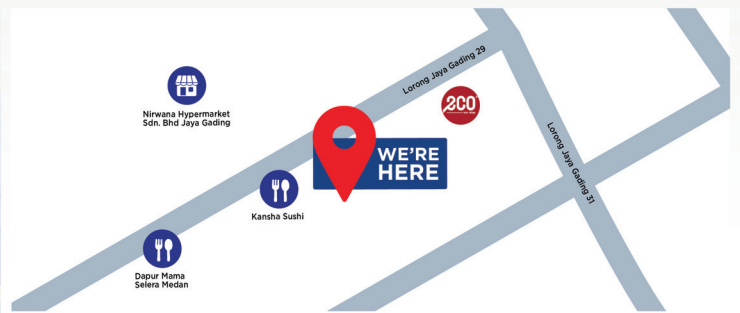 Lorong Jaya Gading 29
Nirwana Hypermarket
Sdn. Bhd Jaya Gading
Lorong Jaya Gading 31
WE'RE
HERE
Kansha Sushi
Dapur Mama
Selera Medan